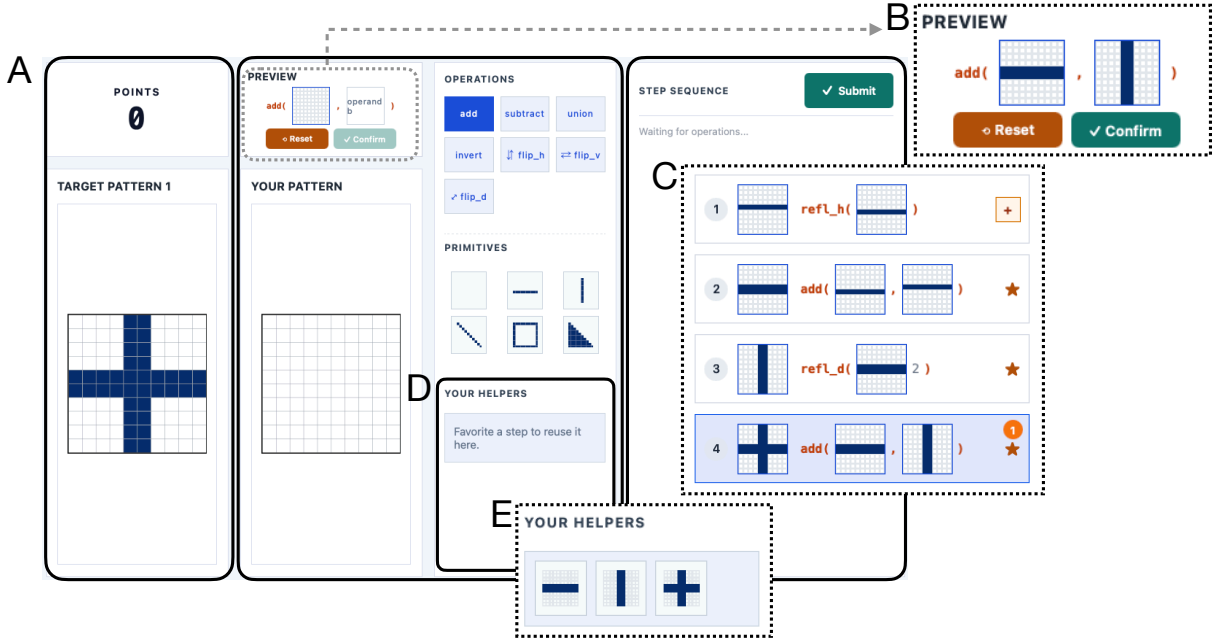 A
POINTS
0
TARGET PATTERN 1
PREVIEW
add( , operand b )
⟲ Reset
✓ Confirm
YOUR PATTERN
OPERATIONS
add
subtract
union
invert
⇵ flip_h
⇄ flip_v
⤢ flip_d
PRIMITIVES
D
YOUR HELPERS
Favorite a step to reuse it
here.
STEP SEQUENCE
✓ Submit
Waiting for operations...
B
PREVIEW
add( , )
⟲ Reset
✓ Confirm
C
1 refl_h( ) +
2 add( , ) ★
3 refl_d( 2 ) ★
4 add( , ) 1 ★
E
YOUR HELPERS